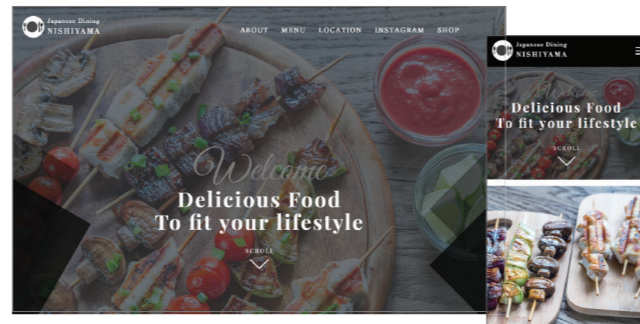 Japanese Dining
NISHIYAMA
ABOUT MENU LOCATION INSTAGRAM SHOP
Welcome
Delicious Food
To fit your lifestyle
SCROLL
Japanese Dining
NISHIYAMA
Welcome
Delicious Food
To fit your lifestyle
SCROLL